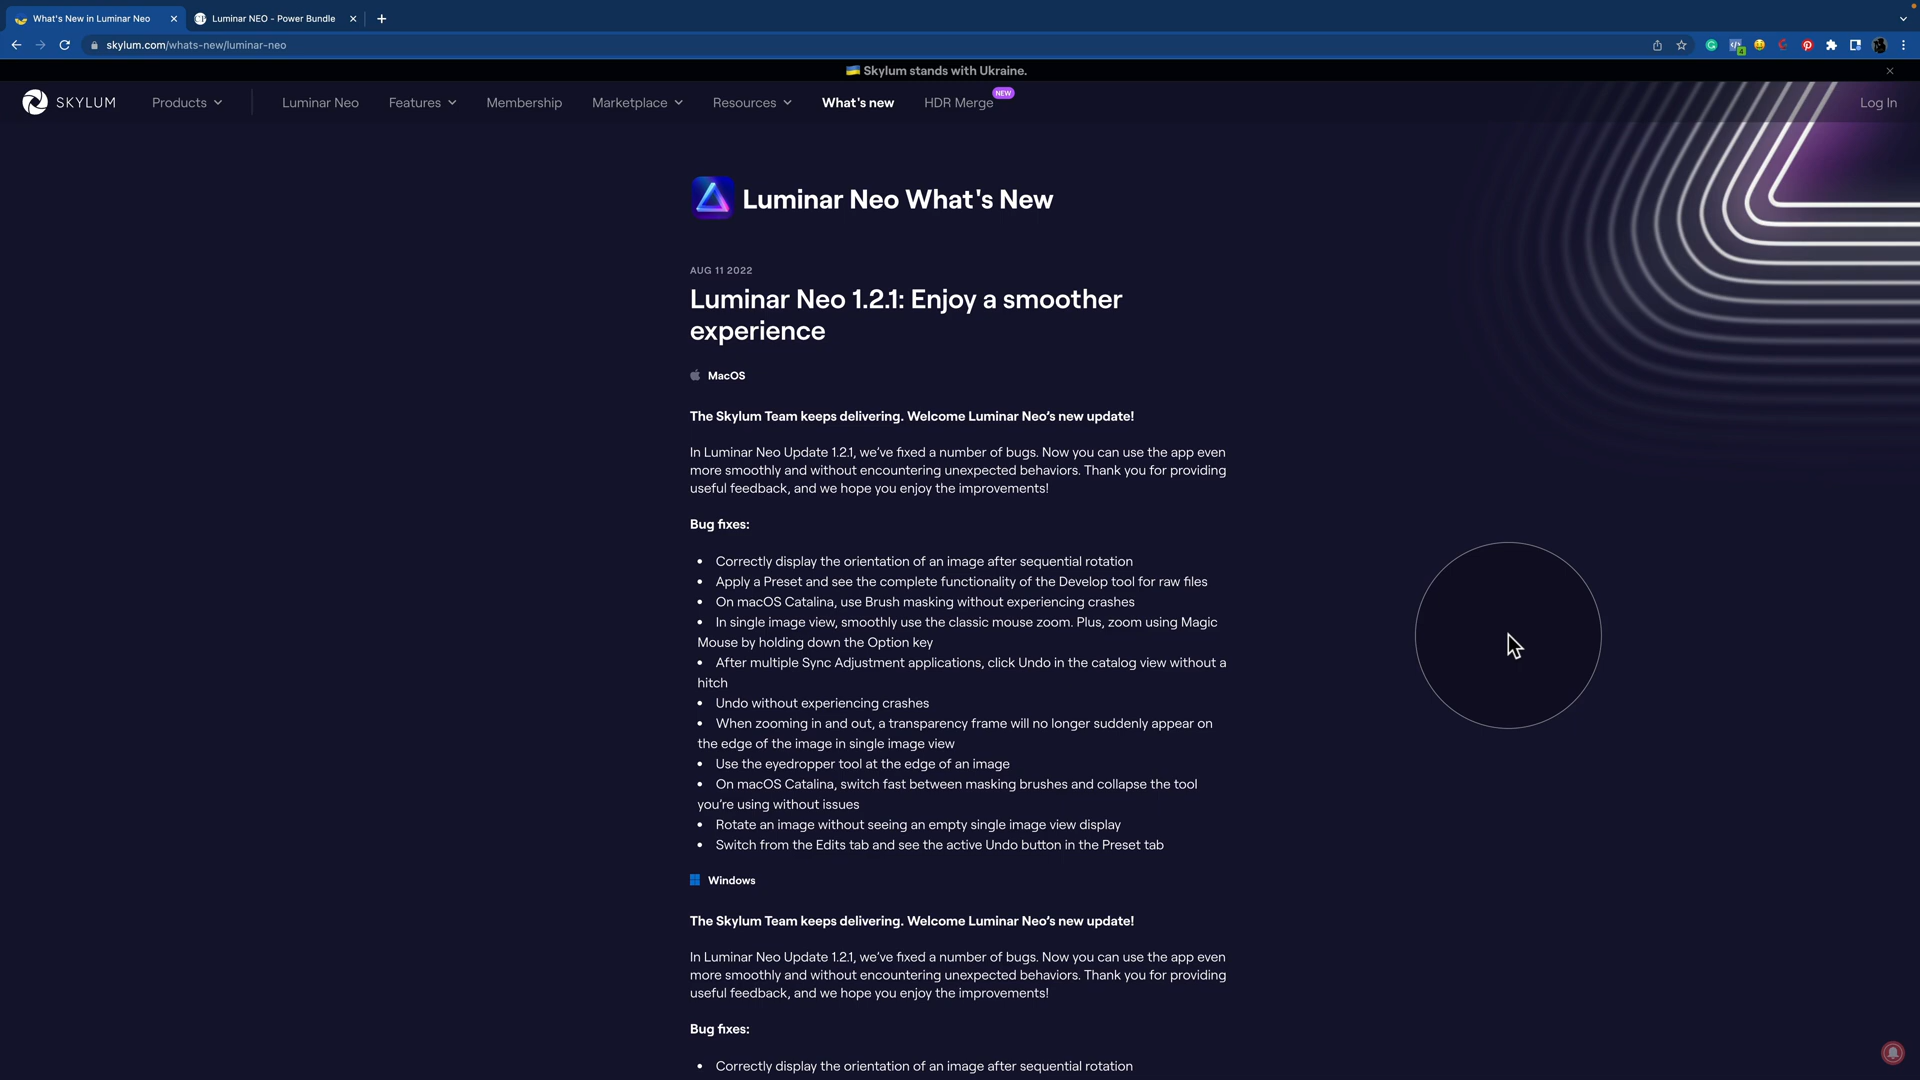 What's New in Luminar Neo
Luminar NEO - Power Bundle
skylum.com/whats-new/luminar-neo
Skylum stands with Ukraine.
SKYLUM
Products
Luminar Neo
Features
Membership
Marketplace
Resources
What's new
HDR Merge
NEW
Log In
Luminar Neo What's New
AUG 11 2022
Luminar Neo 1.2.1: Enjoy a smoother
experience
MacOS
The Skylum Team keeps delivering. Welcome Luminar Neo’s new update!
In Luminar Neo Update 1.2.1, we’ve fixed a number of bugs. Now you can use the app even
more smoothly and without encountering unexpected behaviors. Thank you for providing
useful feedback, and we hope you enjoy the improvements!
Bug fixes:
• Correctly display the orientation of an image after sequential rotation
• Apply a Preset and see the complete functionality of the Develop tool for raw files
• On macOS Catalina, use Brush masking without experiencing crashes
• In single image view, smoothly use the classic mouse zoom. Plus, zoom using Magic
Mouse by holding down the Option key
• After multiple Sync Adjustment applications, click Undo in the catalog view without a
hitch
• Undo without experiencing crashes
• When zooming in and out, a transparency frame will no longer suddenly appear on
the edge of the image in single image view
• Use the eyedropper tool at the edge of an image
• On macOS Catalina, switch fast between masking brushes and collapse the tool
you’re using without issues
• Rotate an image without seeing an empty single image view display
• Switch from the Edits tab and see the active Undo button in the Preset tab
Windows
The Skylum Team keeps delivering. Welcome Luminar Neo’s new update!
In Luminar Neo Update 1.2.1, we’ve fixed a number of bugs. Now you can use the app even
more smoothly and without encountering unexpected behaviors. Thank you for providing
useful feedback, and we hope you enjoy the improvements!
Bug fixes:
• Correctly display the orientation of an image after sequential rotation